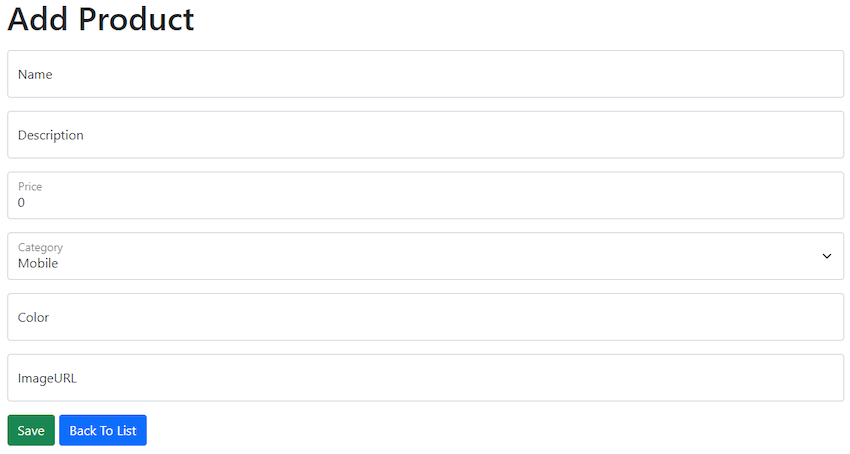 Add Product
Name
Description
Price
0
Category
Mobile
Color
ImageURL
Save Back To List